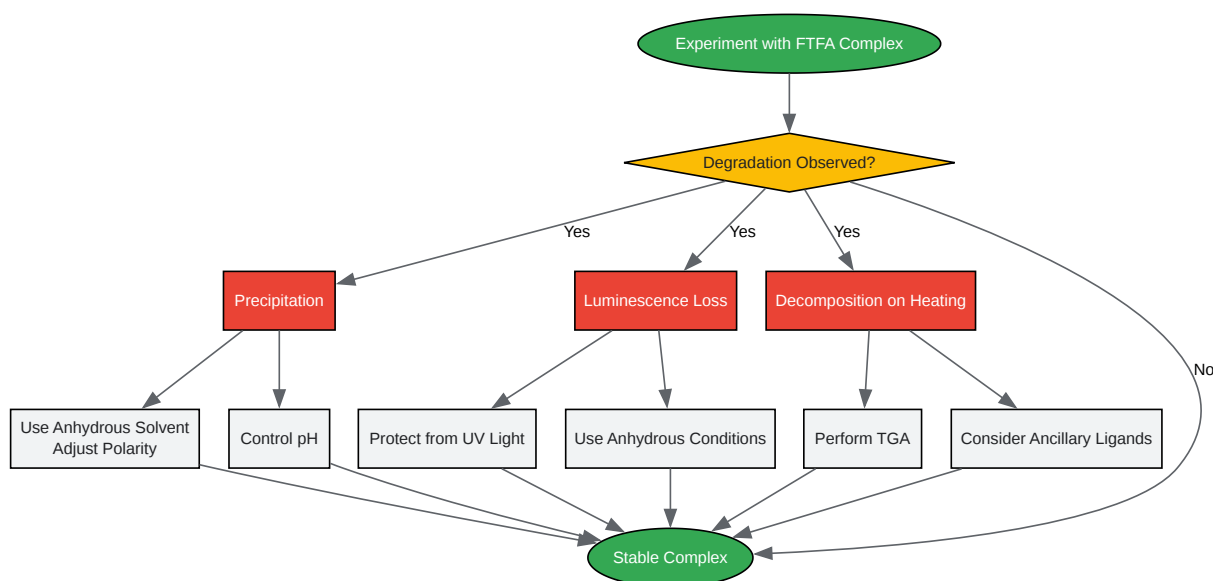 Experiment with FTFA Complex
Degradation Observed?
Yes
Yes
Yes
Precipitation
Luminescence Loss
Decomposition on Heating
No
Use Anhydrous Solvent
Adjust Polarity
Control pH
Protect from UV Light
Use Anhydrous Conditions
Perform TGA
Consider Ancillary Ligands
Stable Complex